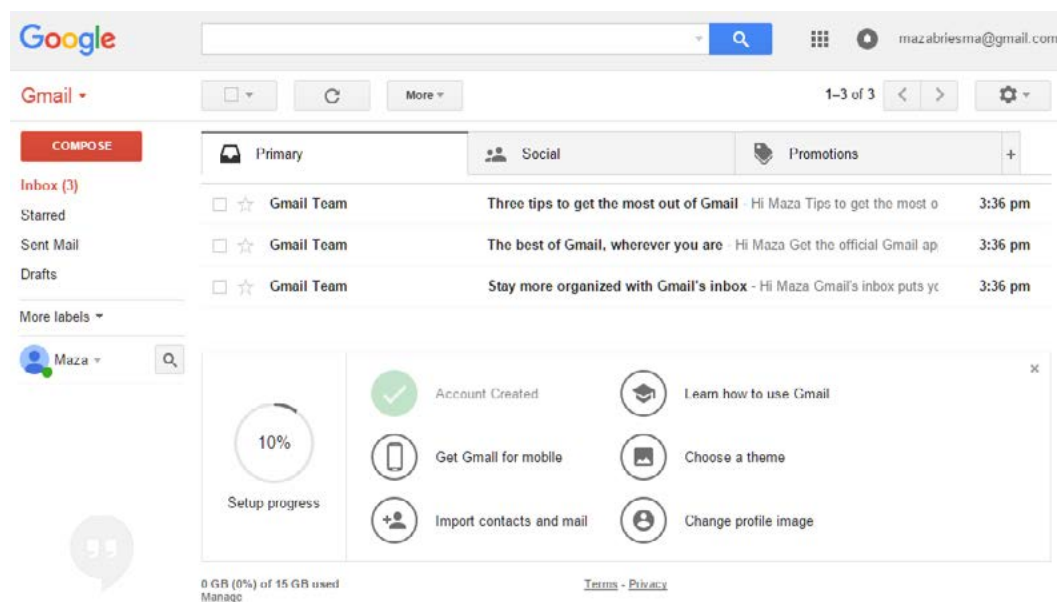 Google
mazabriesma@gmail.com
Gmail
More
1–3 of 3
COMPOSE
Primary
Social
Promotions
+
Inbox (3)
Starred
Sent Mail
Drafts
More labels
Maza
Gmail Team Three tips to get the most out of Gmail - Hi Maza Tips to get the most o 3:36 pm
Gmail Team The best of Gmail, wherever you are - Hi Maza Get the official Gmail ap 3:36 pm
Gmail Team Stay more organized with Gmail's inbox - Hi Maza Gmail's inbox puts yo 3:36 pm
10%
Setup progress
Account Created
Learn how to use Gmail
Get Gmail for mobile
Choose a theme
Import contacts and mail
Change profile image
0 GB (0%) of 15 GB used
Manage
Terms - Privacy